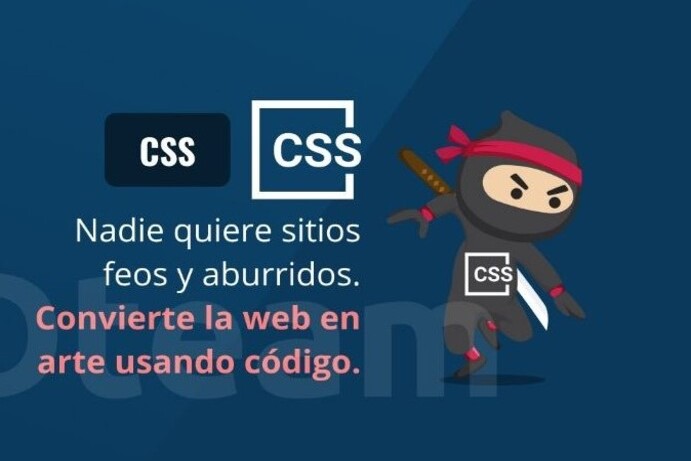 CSS
CSS
Nadie quiere sitios
feos y aburridos.
Convierte la web en
arte usando código.
CSS